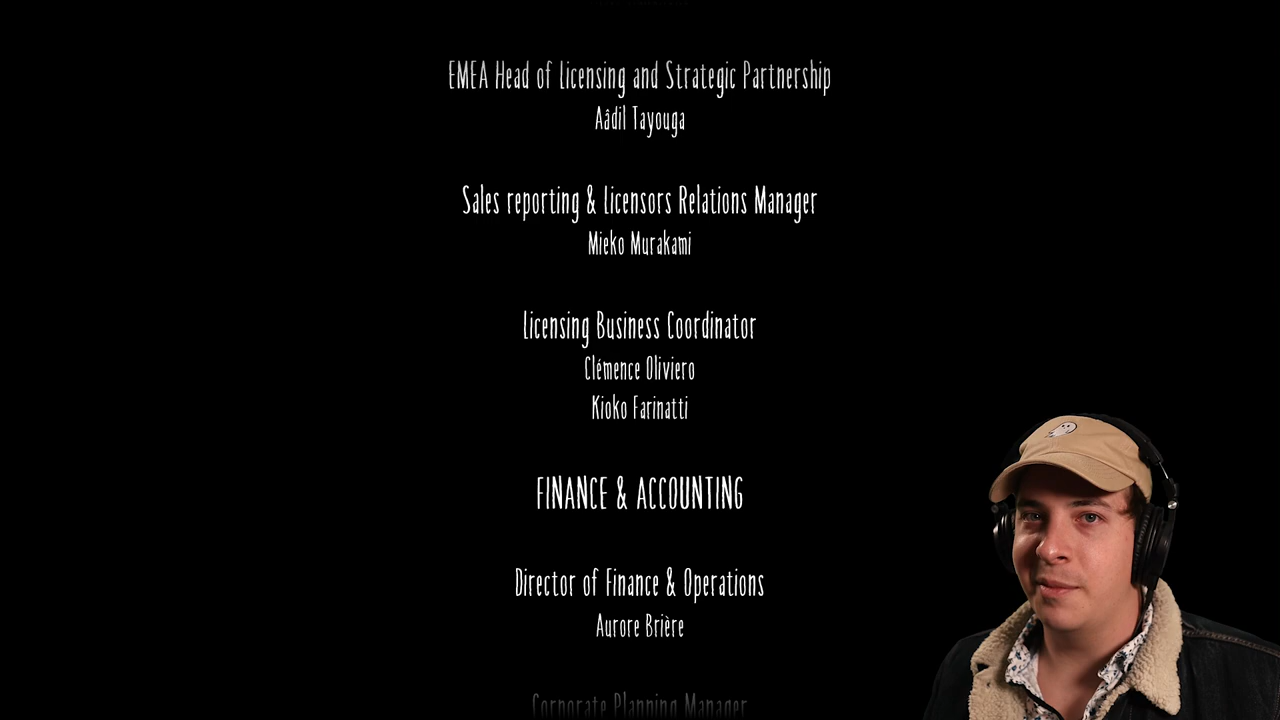 EMEA Head of Licensing and Strategic Partnership
Aâdil Tayouga
Sales reporting & Licensors Relations Manager
Mieko Murakami
Licensing Business Coordinator
Clémence Oliviero
Kioko Farinatti
FINANCE & ACCOUNTING
Director of Finance & Operations
Aurore Brière
Corporate Planning Manager